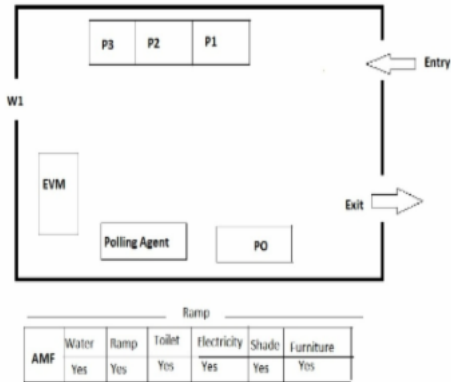 P3 P2 P1
Entry
W1
EVM
Exit
Polling Agent
PO
Ramp
AMF Water Ramp Toilet Electricity Shade Furniture
Yes Yes Yes Yes Yes Yes